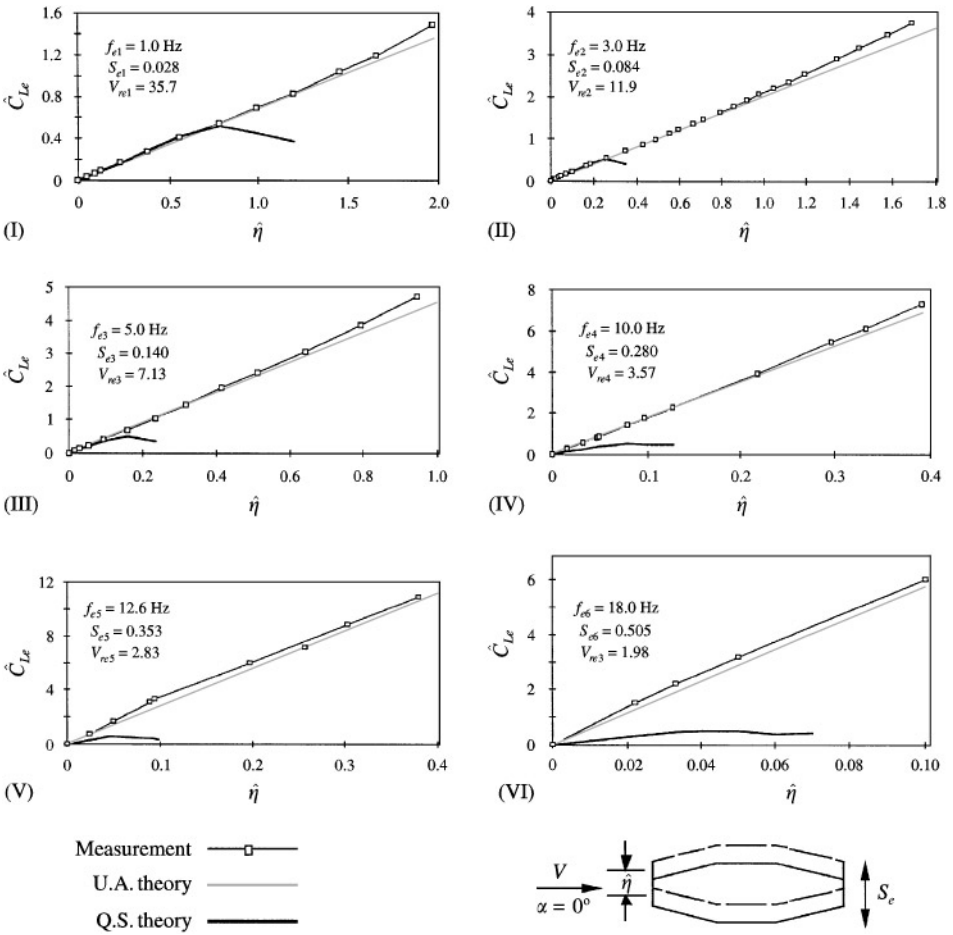 1.6
1.2
0.8
0.4
0
Ĉ_Le
f_e1 = 1.0 Hz
S_e1 = 0.028
V_re1 = 35.7
0 0.5 1.0 1.5 2.0
(I)
η̂
4
3
2
1
0
Ĉ_Le
f_e2 = 3.0 Hz
S_e2 = 0.084
V_re2 = 11.9
0 0.2 0.4 0.6 0.8 1.0 1.2 1.4 1.6 1.8
(II)
η̂
5
4
3
2
1
0
Ĉ_Le
f_e3 = 5.0 Hz
S_e3 = 0.140
V_re3 = 7.13
0 0.2 0.4 0.6 0.8 1.0
(III)
η̂
8
6
4
2
0
Ĉ_Le
f_e4 = 10.0 Hz
S_e4 = 0.280
V_re4 = 3.57
0 0.1 0.2 0.3 0.4
(IV)
η̂
12
8
4
0
Ĉ_Le
f_e5 = 12.6 Hz
S_e5 = 0.353
V_re5 = 2.83
0 0.1 0.2 0.3 0.4
(V)
η̂
6
4
2
0
Ĉ_Le
f_e6 = 18.0 Hz
S_e6 = 0.505
V_re3 = 1.98
0 0.02 0.04 0.06 0.08 0.10
(VI)
η̂
Measurement
U.A. theory
Q.S. theory
V
α = 0°
η̂
S_e